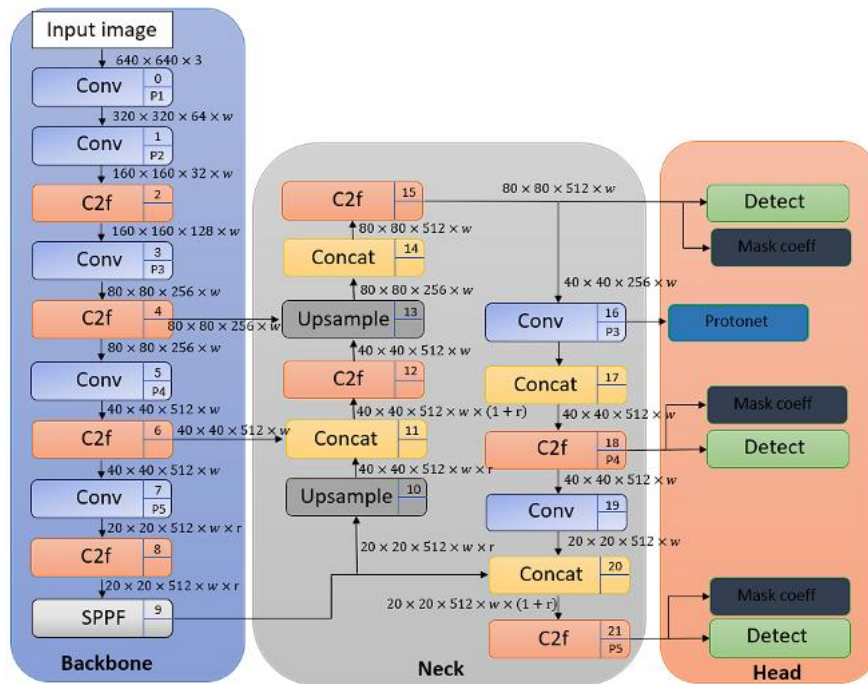 Input image
640 × 640 × 3
Conv
0
P1
320 × 320 × 64 × w
Conv
1
P2
160 × 160 × 32 × w
C2f
2
160 × 160 × 128 × w
Conv
3
P3
80 × 80 × 256 × w
C2f
4
80 × 80 × 256 × w
80 × 80 × 256 × w
Conv
5
P4
40 × 40 × 512 × w
C2f
6
40 × 40 × 512 × w
40 × 40 × 512 × w
Conv
7
P5
20 × 20 × 512 × w × r
C2f
8
20 × 20 × 512 × w × r
SPPF
9
Backbone
C2f
15
80 × 80 × 512 × w
Concat
14
80 × 80 × 256 × w
Upsample
13
40 × 40 × 512 × w
C2f
12
40 × 40 × 512 × w × (1 + r)
Concat
11
40 × 40 × 512 × w × r
Upsample
10
20 × 20 × 512 × w × r
80 × 80 × 512 × w
40 × 40 × 256 × w
Conv
16
P3
Concat
17
40 × 40 × 512 × w
C2f
18
P4
40 × 40 × 512 × w
Conv
19
20 × 20 × 512 × w
Concat
20
20 × 20 × 512 × w × (1 + r)
C2f
21
P5
Neck
Detect
Mask coeff
Protonet
Mask coeff
Detect
Mask coeff
Detect
Head